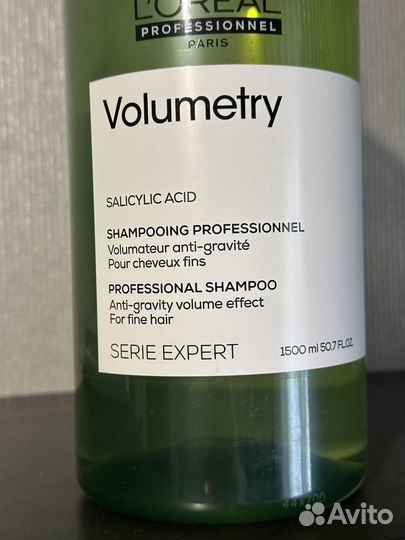 L'ORÉAL
PROFESSIONNEL
PARIS
Volumetry
SALICYLIC ACID
SHAMPOOING PROFESSIONNEL
Volumateur anti-gravité
Pour cheveux fins
PROFESSIONAL SHAMPOO
Anti-gravity volume effect
For fine hair
SERIE EXPERT
1500 ml 50.7 FL.OZ.
Avito